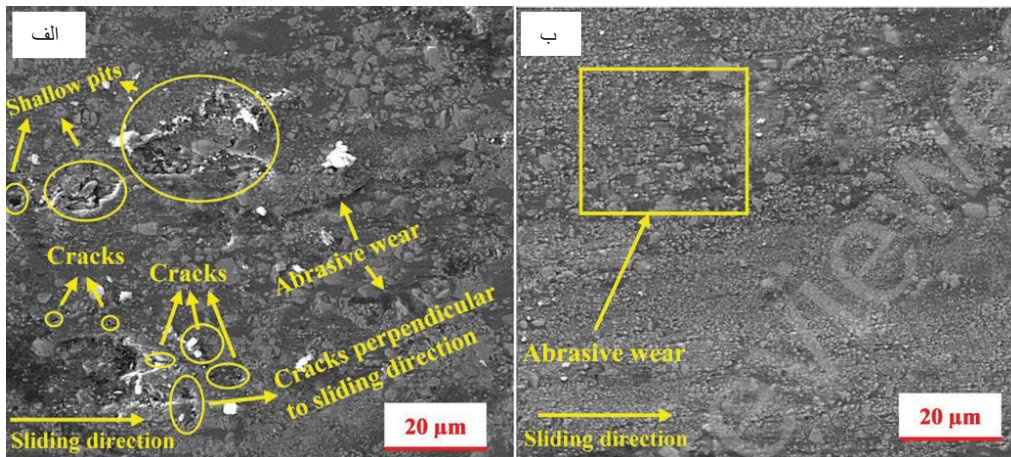 الف
Shallow pits
Cracks
Cracks
Abrasive wear
Cracks perpendicular
to sliding direction
Sliding direction
20 µm
ب
Abrasive wear
Sliding direction
20 µm